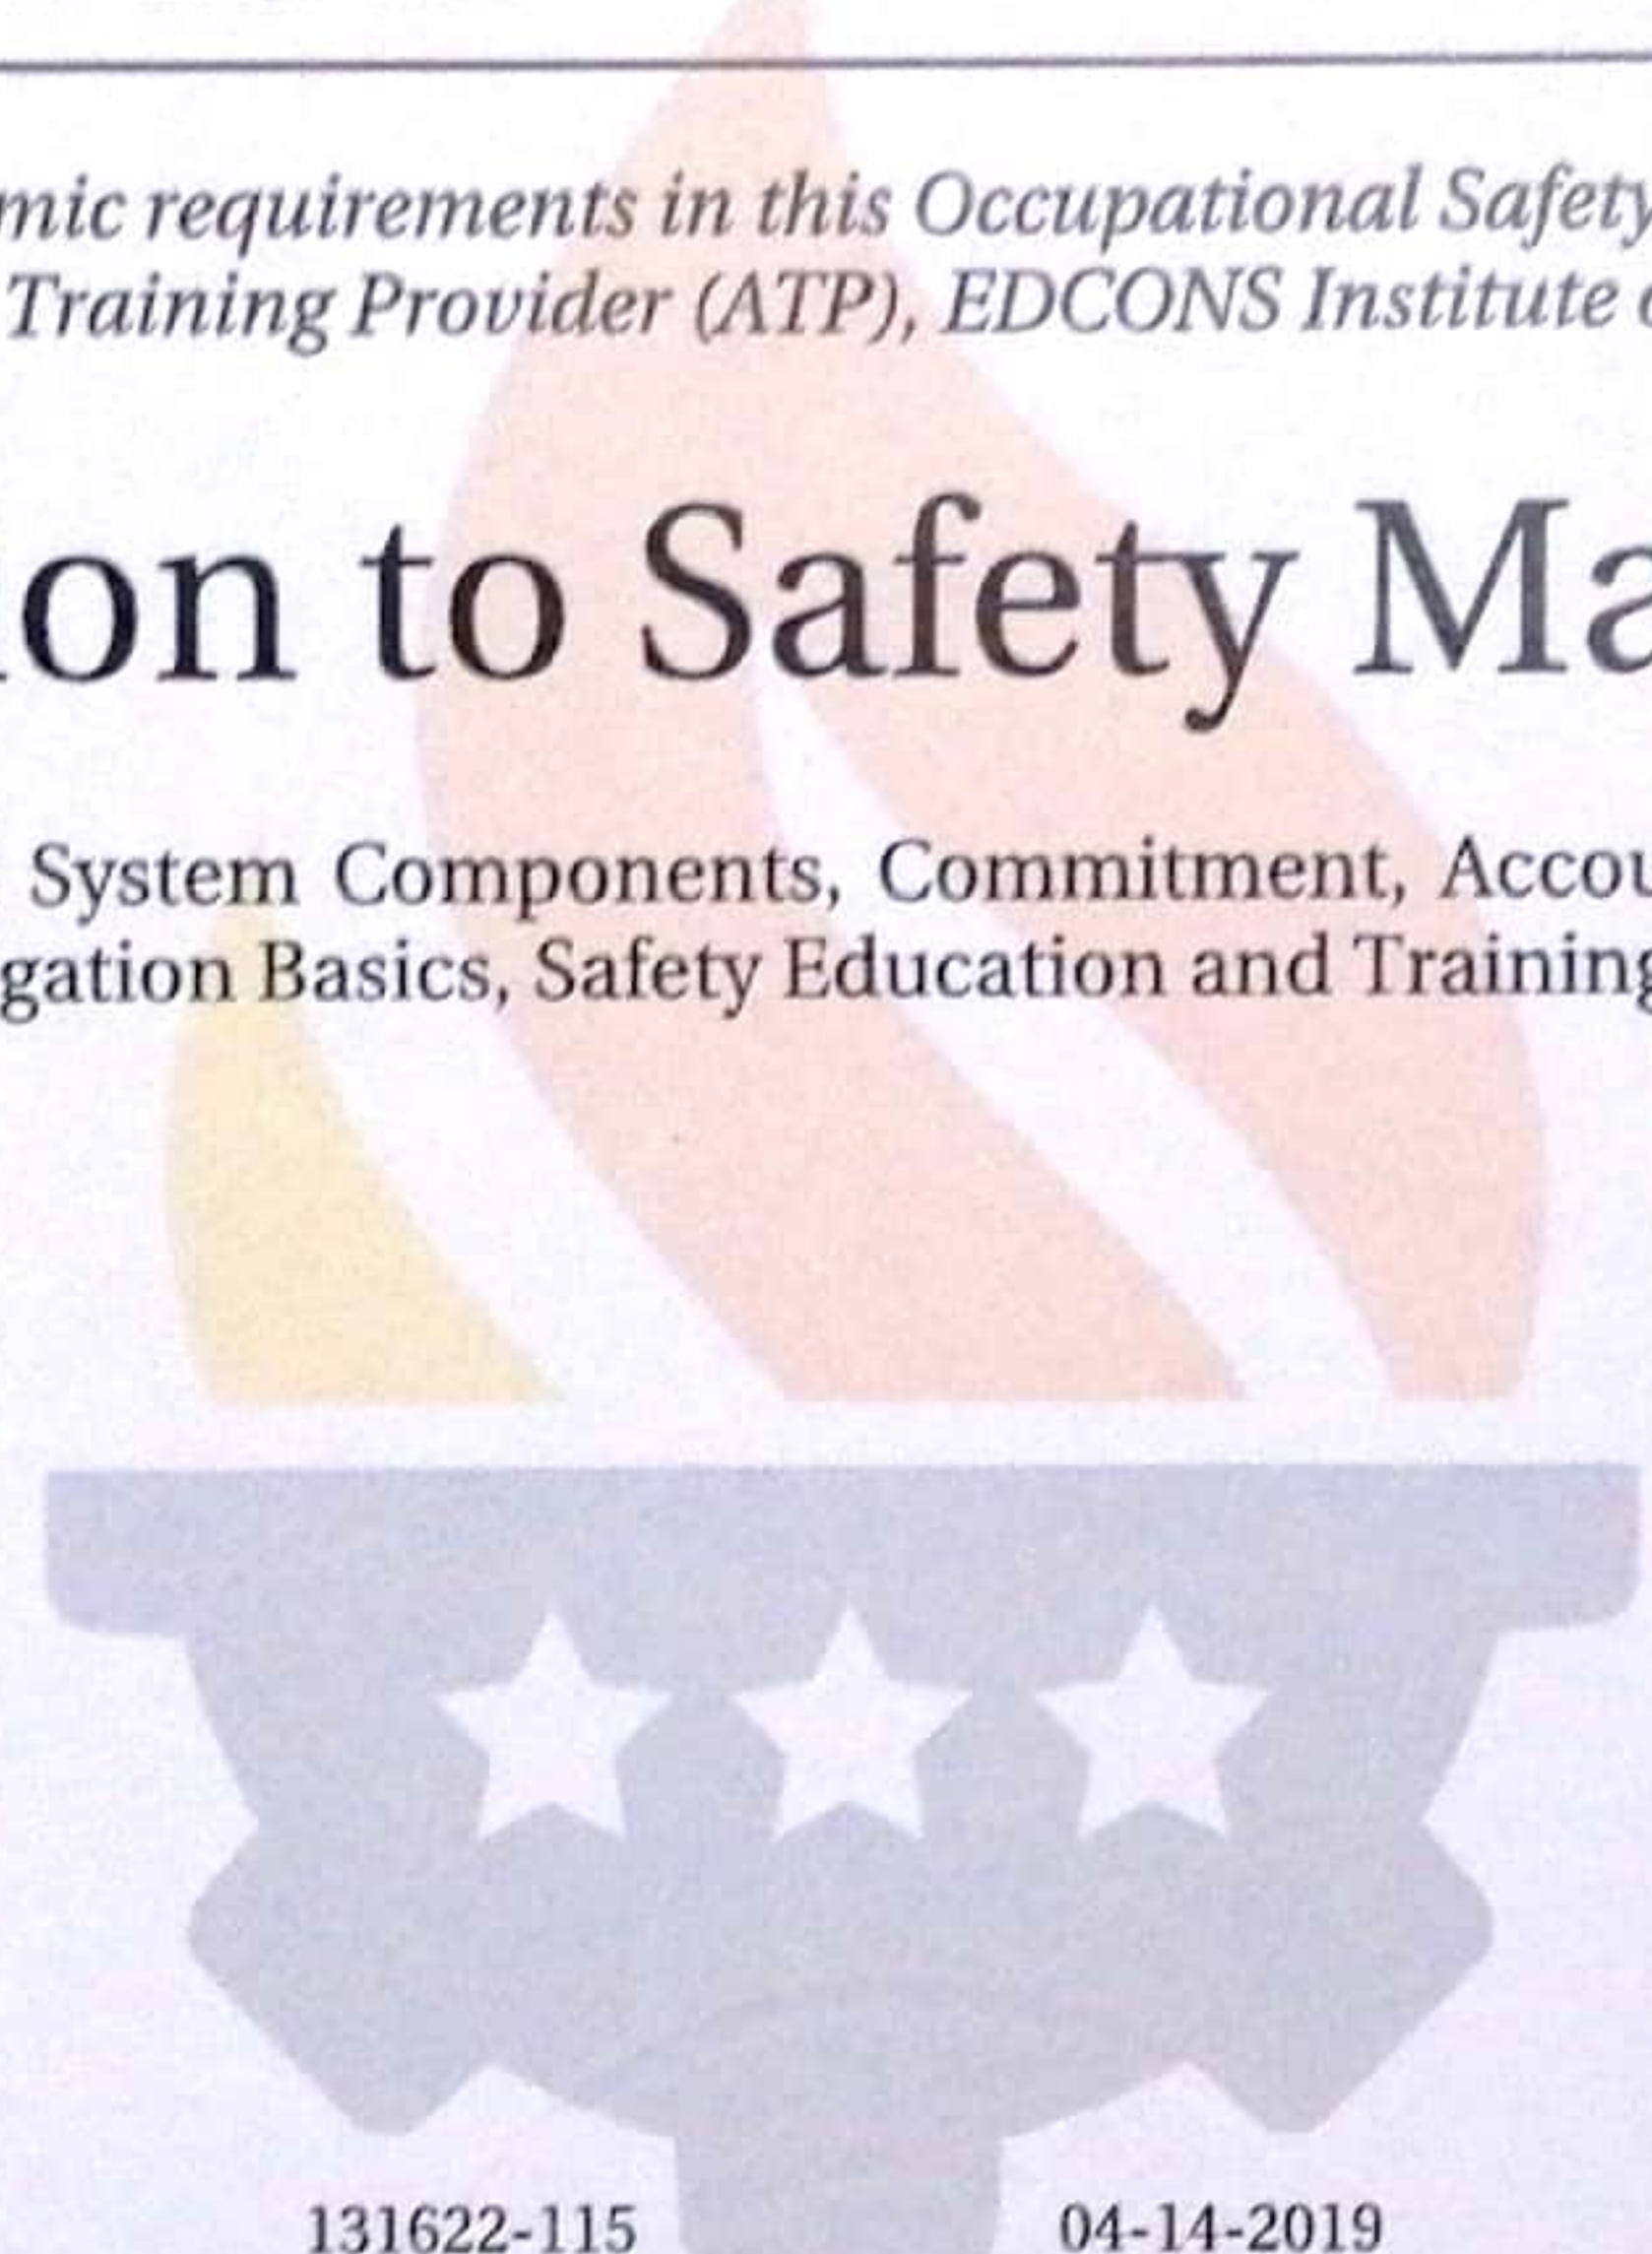 mic requirements in this Occupational Safety
Training Provider (ATP), EDCONS Institute
on to Safety Ma
System Components, Commitment, Accou
gation Basics, Safety Education and Training
131622-115 04-14-2019